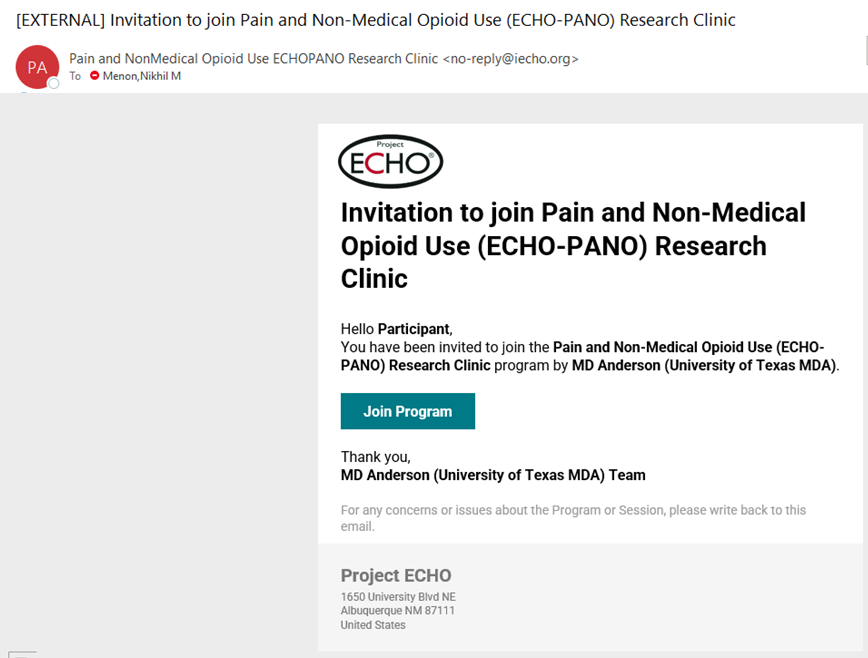 [EXTERNAL] Invitation to join Pain and Non-Medical Opioid Use (ECHO-PANO) Research Clinic
PA
Pain and NonMedical Opioid Use ECHOPANO Research Clinic <no-reply@iecho.org>
To Menon,Nikhil M
Project
ECHO®
Invitation to join Pain and Non-Medical
Opioid Use (ECHO-PANO) Research
Clinic
Hello Participant,
You have been invited to join the Pain and Non-Medical Opioid Use (ECHO-
PANO) Research Clinic program by MD Anderson (University of Texas MDA).
Join Program
Thank you,
MD Anderson (University of Texas MDA) Team
For any concerns or issues about the Program or Session, please write back to this
email.
Project ECHO
1650 University Blvd NE
Albuquerque NM 87111
United States